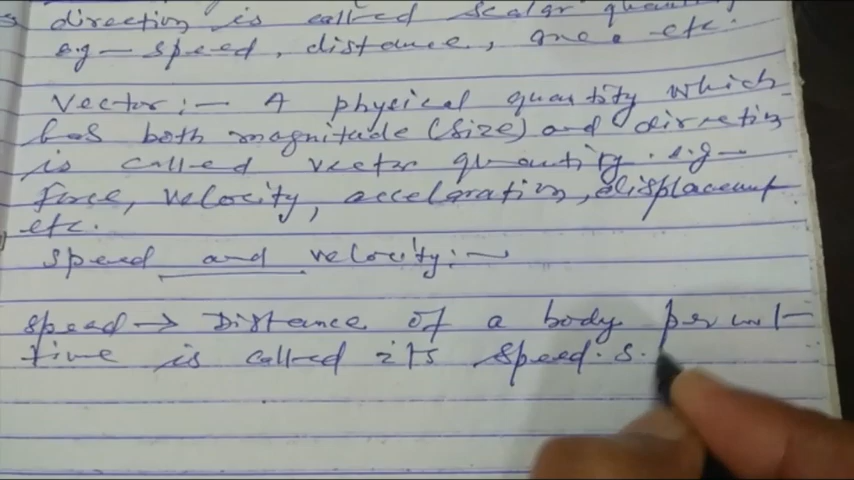 direction is called scalar
e.g — speed, distance, etc.
Vector :— A physical quantity which
has both magnitude (size) and direction
is called vector quantity. e.g —
force, velocity, acceleration, displacement
etc.
speed and velocity :—
speed → Distance of a body per unit
time is called its speed. S.